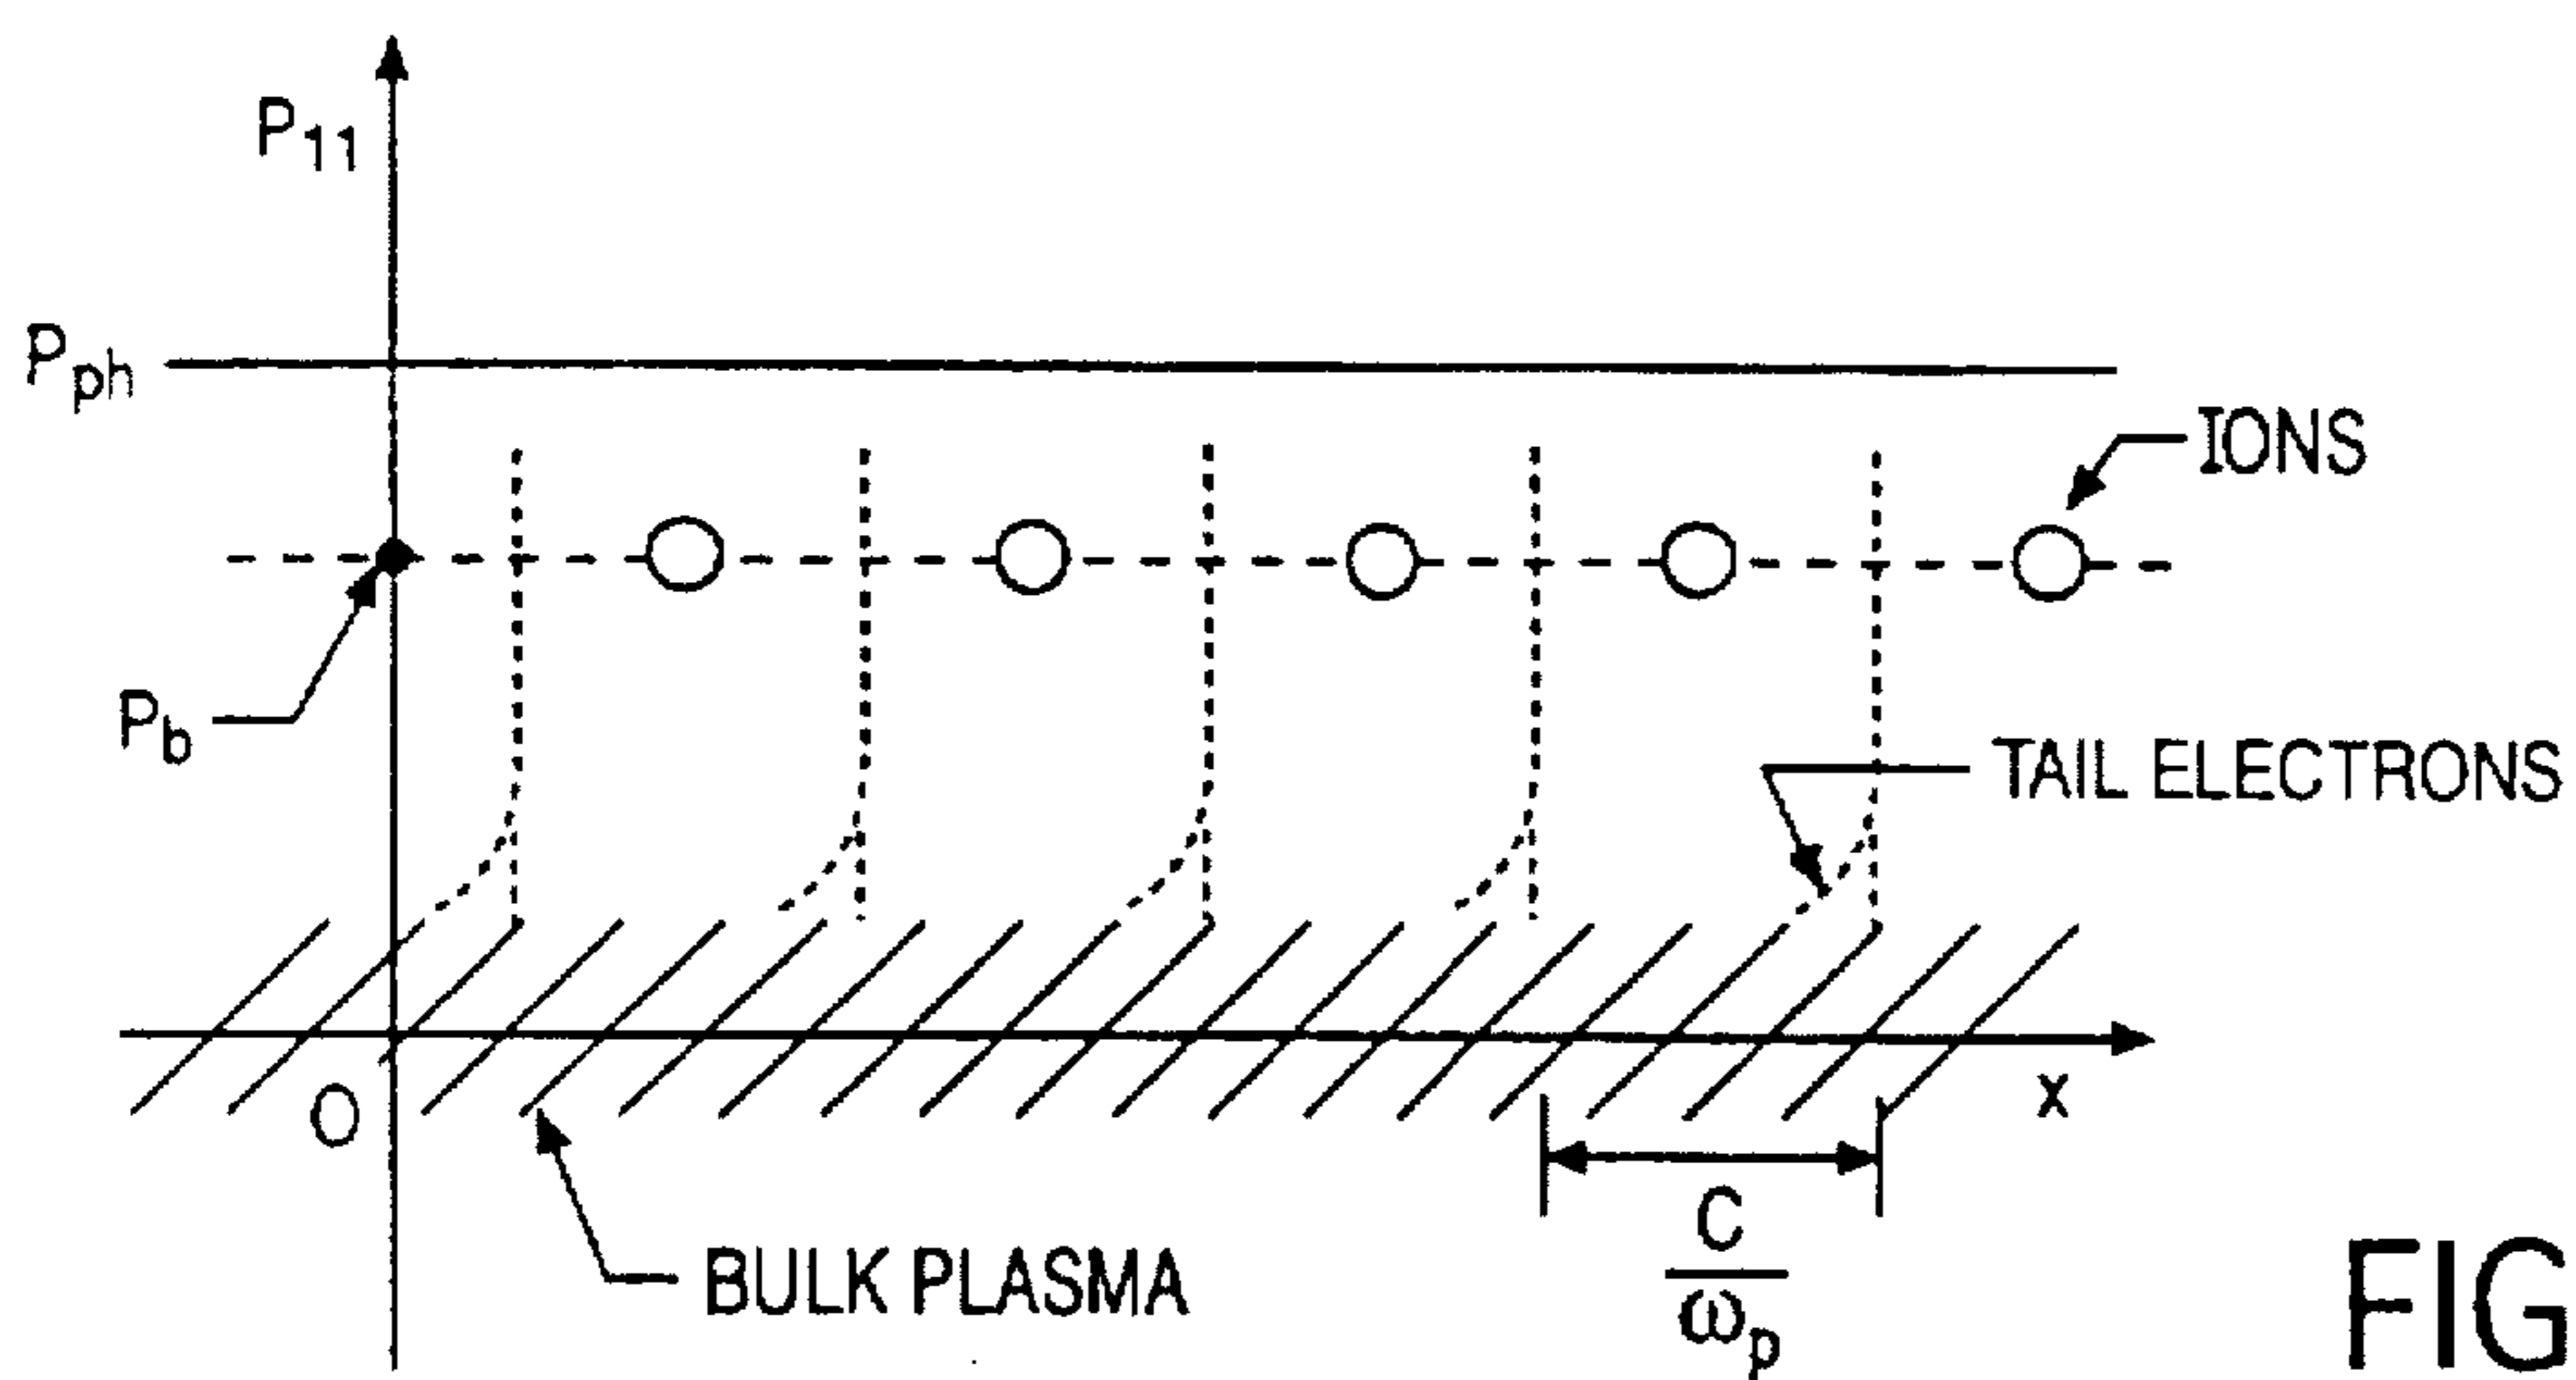 P11
Pph
IONS
Pb
TAIL ELECTRONS
O
x
BULK PLASMA
C
ωp
FIG